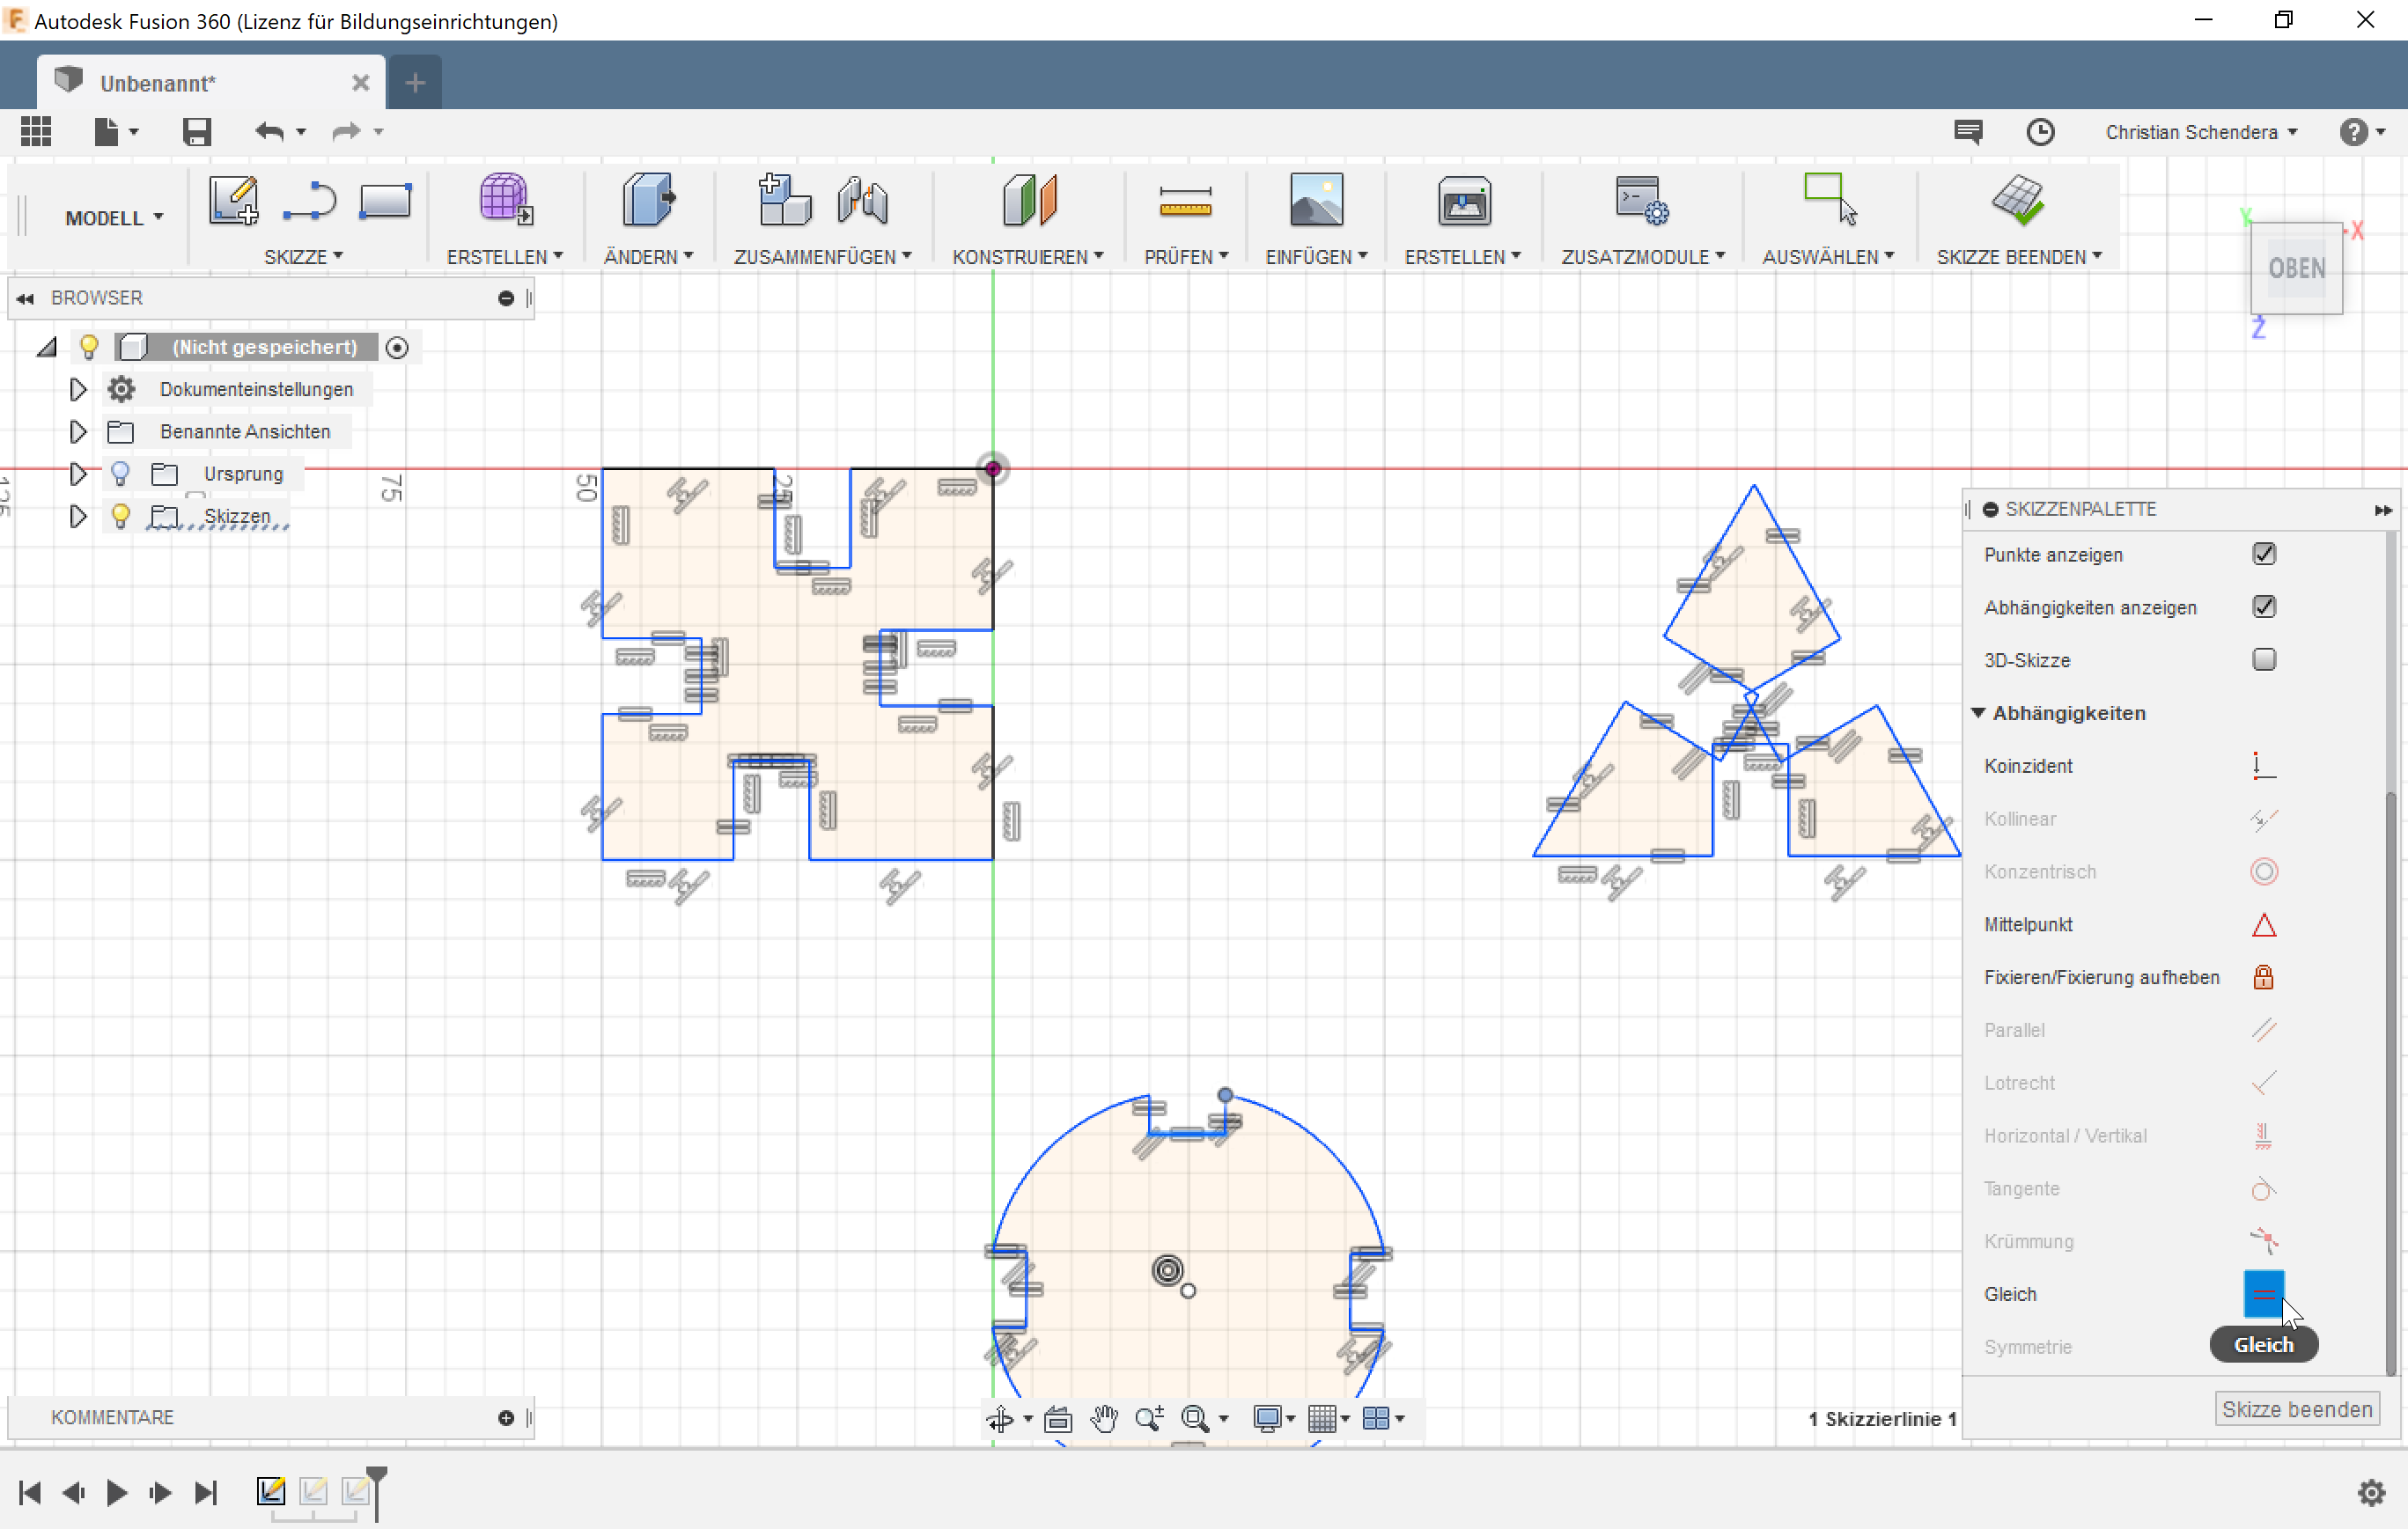 Autodesk Fusion 360 (Lizenz für Bildungseinrichtungen)
Unbenannt*
Christian Schendera
MODELL
SKIZZE
ERSTELLEN
ÄNDERN
ZUSAMMENFÜGEN
KONSTRUIEREN
PRÜFEN
EINFÜGEN
ERSTELLEN
ZUSATZMODULE
AUSWÄHLEN
SKIZZE BEENDEN
Y
X
OBEN
Z
BROWSER
(Nicht gespeichert)
Dokumenteinstellungen
Benannte Ansichten
Ursprung
Skizzen
75
50
25
SKIZZENPALETTE
Punkte anzeigen
Abhängigkeiten anzeigen
3D-Skizze
Abhängigkeiten
Koinzident
Kollinear
Konzentrisch
Mittelpunkt
Fixieren/Fixierung aufheben
Parallel
Lotrecht
Horizontal / Vertikal
Tangente
Krümmung
Gleich
Gleich
Symmetrie
Skizze beenden
KOMMENTARE
1 Skizzierlinie 1